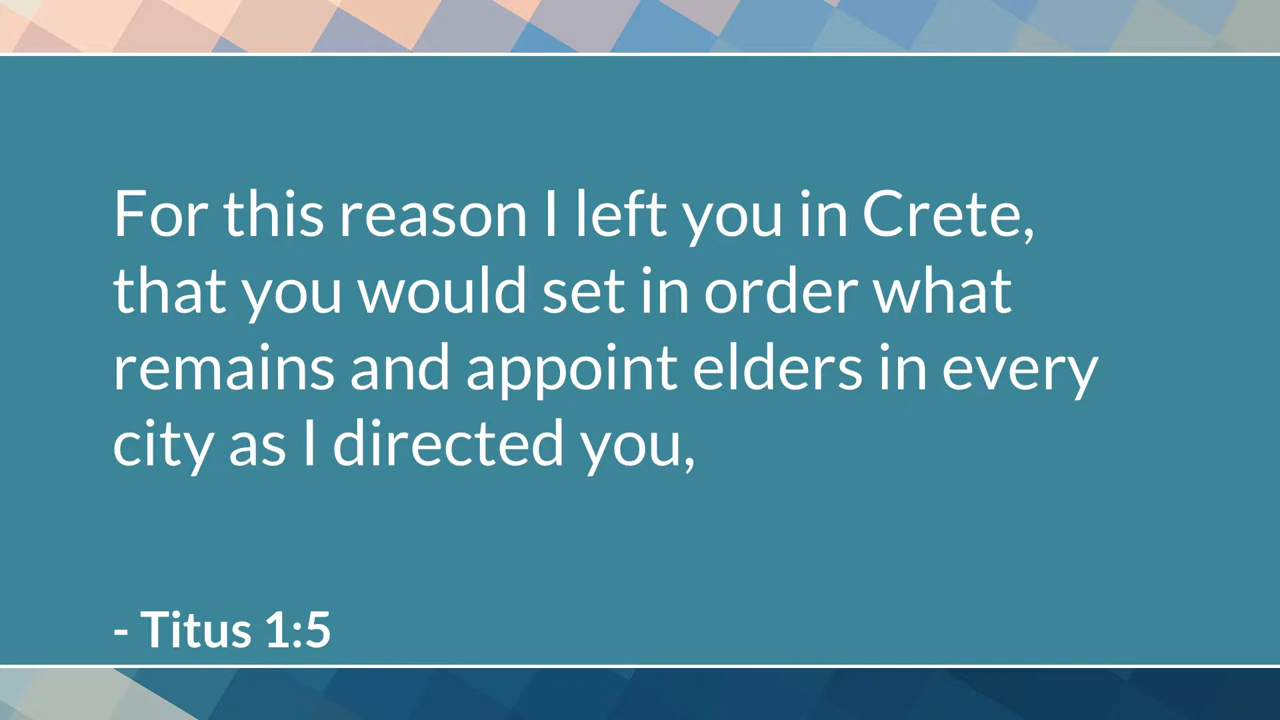 For this reason I left you in Crete,
that you would set in order what
remains and appoint elders in every
city as I directed you,
- Titus 1:5